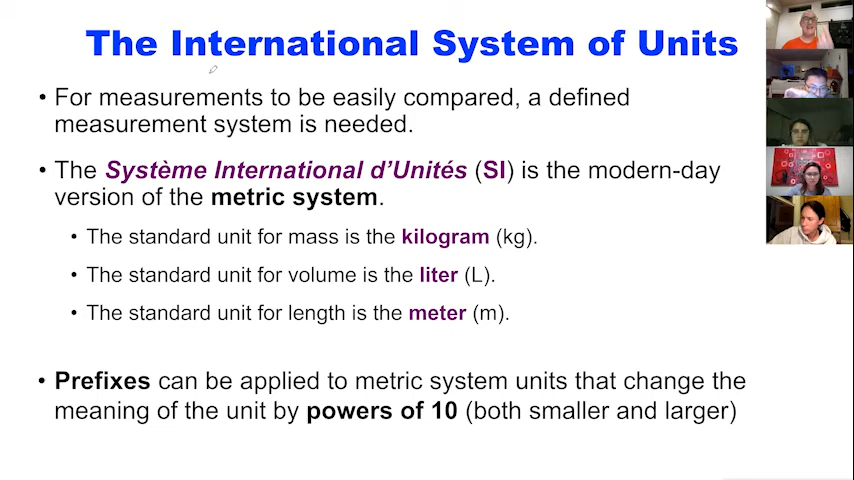 The International System of Units
• For measurements to be easily compared, a defined
measurement system is needed.
• The Système International d’Unités (SI) is the modern-day
version of the metric system.
• The standard unit for mass is the kilogram (kg).
• The standard unit for volume is the liter (L).
• The standard unit for length is the meter (m).
• Prefixes can be applied to metric system units that change the
meaning of the unit by powers of 10 (both smaller and larger)